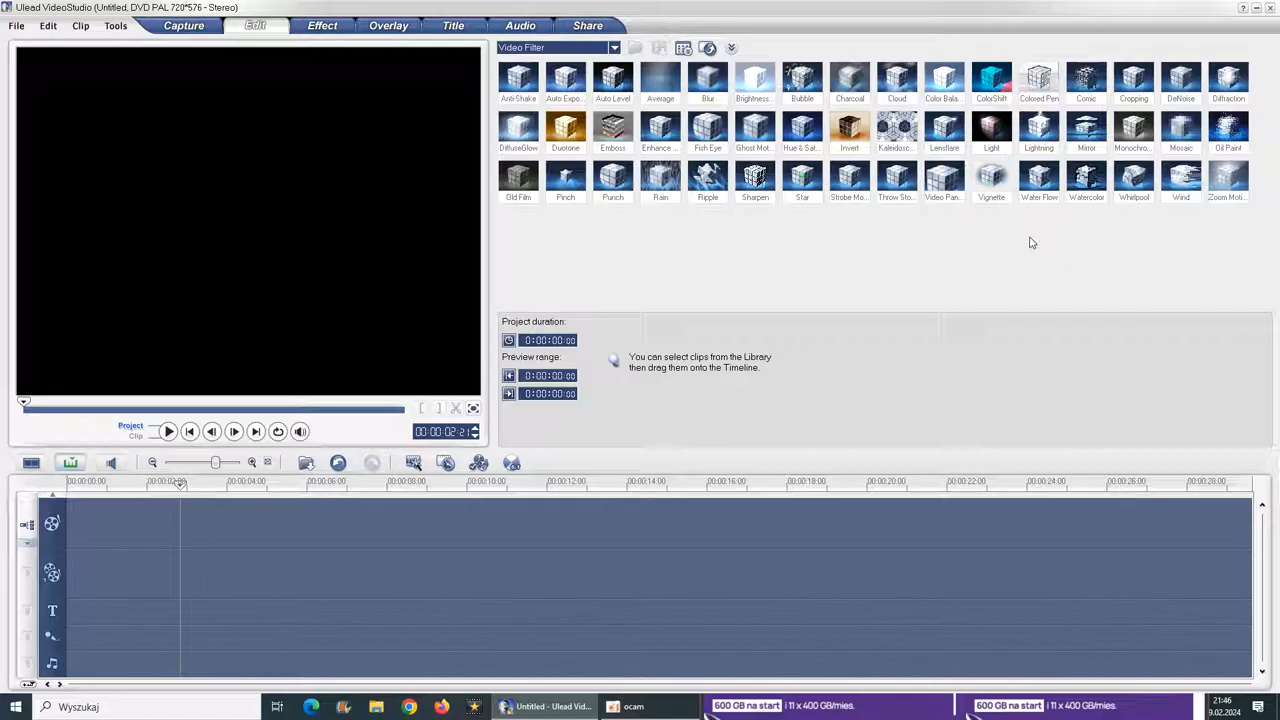 Ulead VideoStudio (Untitled, DVD PAL 720*576 - Stereo)
File Edit Clip Tools Capture Edit Effect Overlay Title Audio Share
Video Filter
Anti-Shake Auto Expo... Auto Level Average Blur Brightness... Bubble Charcoal Cloud Color Bala... ColorShift Colored Pen Comic Cropping DeNoise Diffraction
DiffuseGlow Duotone Emboss Enhance ... Fish Eye Ghost Mot... Hue & Sat... Invert Kaleidosc... Lensflare Light Lightning Mirror Monochro... Mosaic Oil Paint
Old Film Pinch Punch Rain Ripple Sharpen Star Strobe Mo... Throw Sto... Video Pan... Vignette Water Flow Watercolor Whirlpool Wind Zoom Moti...
Project duration:
0:00:00:00
Preview range:
0:00:00:00
0:00:00:00
You can select clips from the Library
then drag them onto the Timeline.
Project
Clip
00:00:02:21
00:00:00:00 00:00:02 00:00:04:00 00:00:06:00 00:00:08:00 00:00:10:00 00:00:12:00 00:00:14:00 00:00:16:00 00:00:18:00 00:00:20:00 00:00:22:00 00:00:24:00 00:00:26:00 00:00:28:00
T
Wyszukaj
Untitled - Ulead Vid...
ocam
600 GB na start i 11 x 400 GB/mies.
600 GB na start i 11 x 400 GB/mies.
21:46
9.02.2024